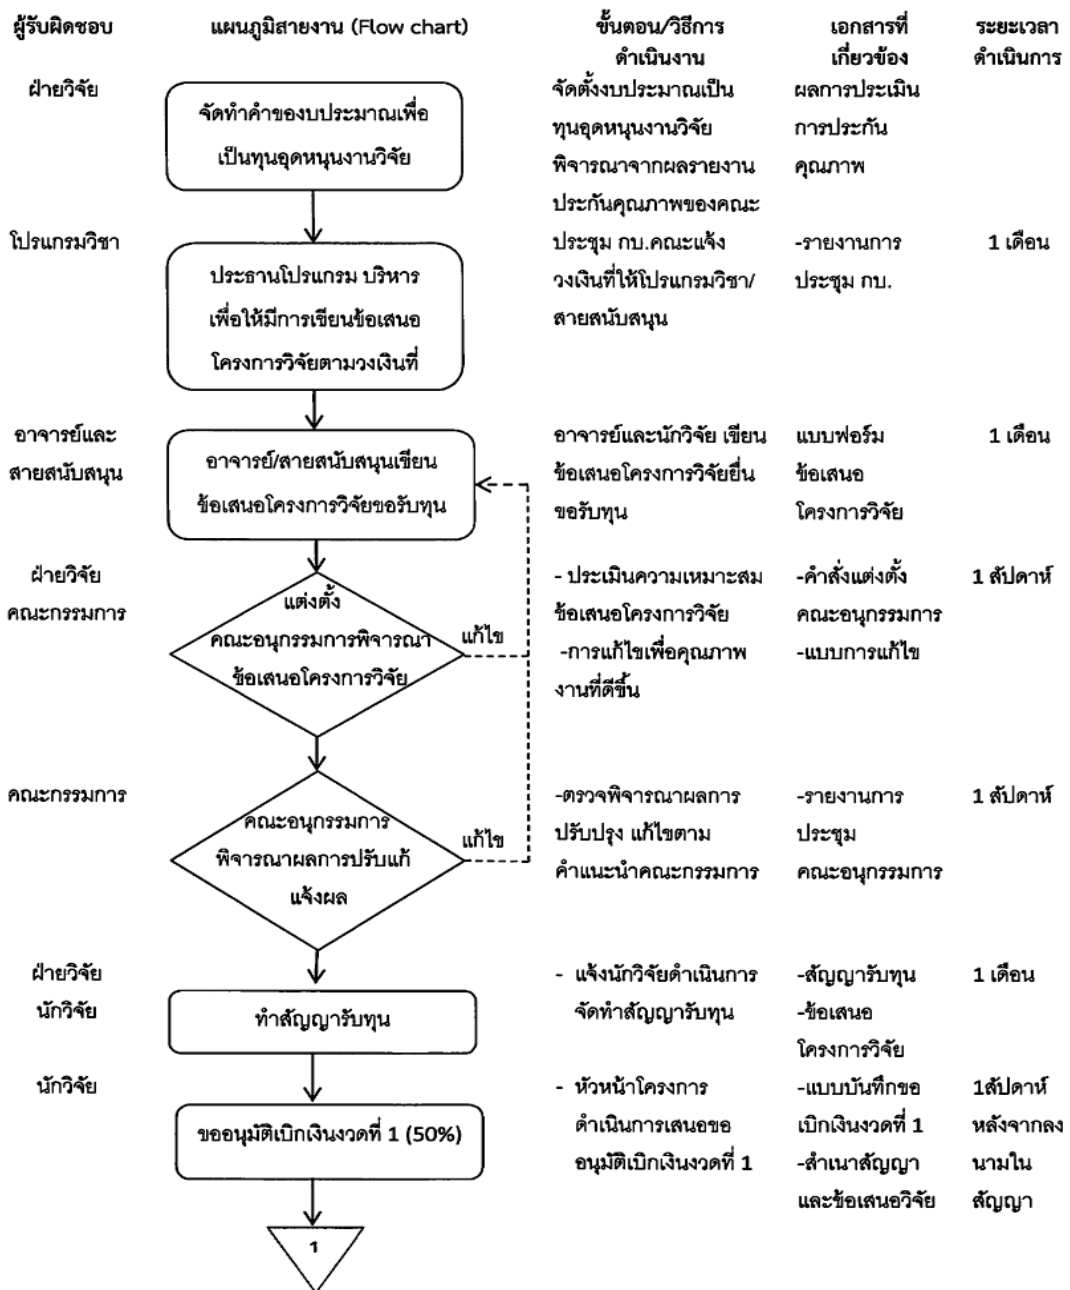 ผู้รับผิดชอบ
แผนภูมิสายงาน (Flow chart)
ขั้นตอน/วิธีการ
ดำเนินงาน
เอกสารที่
เกี่ยวข้อง
ระยะเวลา
ดำเนินการ
ฝ่ายวิจัย
จัดทำคำของบประมาณเพื่อ
เป็นทุนอุดหนุนงานวิจัย
จัดตั้งงบประมาณเป็น
ทุนอุดหนุนงานวิจัย
พิจารณาจากผลรายงาน
ประกันคุณภาพของคณะ
ผลการประเมิน
การประกัน
คุณภาพ
โปรแกรมวิชา
ประธานโปรแกรม บริหาร
เพื่อให้มีการเขียนข้อเสนอ
โครงการวิจัยตามวงเงินที่
ประชุม กบ.คณะแจ้ง
วงเงินที่ให้โปรแกรมวิชา/
สายสนับสนุน
-รายงานการ
ประชุม กบ.
1 เดือน
อาจารย์และ
สายสนับสนุน
อาจารย์/สายสนับสนุนเขียน
ข้อเสนอโครงการวิจัยขอรับทุน
อาจารย์และนักวิจัย เขียน
ข้อเสนอโครงการวิจัยยื่น
ขอรับทุน
แบบฟอร์ม
ข้อเสนอ
โครงการวิจัย
1 เดือน
ฝ่ายวิจัย
คณะกรรมการ
แต่งตั้ง
คณะอนุกรรมการพิจารณา
ข้อเสนอโครงการวิจัย
แก้ไข
- ประเมินความเหมาะสม
ข้อเสนอโครงการวิจัย
-การแก้ไขเพื่อคุณภาพ
งานที่ดีขึ้น
-คำสั่งแต่งตั้ง
คณะอนุกรรมการ
-แบบการแก้ไข
1 สัปดาห์
คณะกรรมการ
คณะอนุกรรมการ
พิจารณาผลการปรับแก้
แจ้งผล
แก้ไข
-ตรวจพิจารณาผลการ
ปรับปรุง แก้ไขตาม
คำแนะนำคณะกรรมการ
-รายงานการ
ประชุม
คณะอนุกรรมการ
1 สัปดาห์
ฝ่ายวิจัย
นักวิจัย
ทำสัญญารับทุน
- แจ้งนักวิจัยดำเนินการ
จัดทำสัญญารับทุน
-สัญญารับทุน
-ข้อเสนอ
โครงการวิจัย
1 เดือน
นักวิจัย
ขออนุมัติเบิกเงินงวดที่ 1 (50%)
- หัวหน้าโครงการ
ดำเนินการเสนอขอ
อนุมัติเบิกเงินงวดที่ 1
-แบบบันทึกขอ
เบิกเงินงวดที่ 1
-สำเนาสัญญา
และข้อเสนอวิจัย
1สัปดาห์
หลังจากลง
นามใน
สัญญา
1